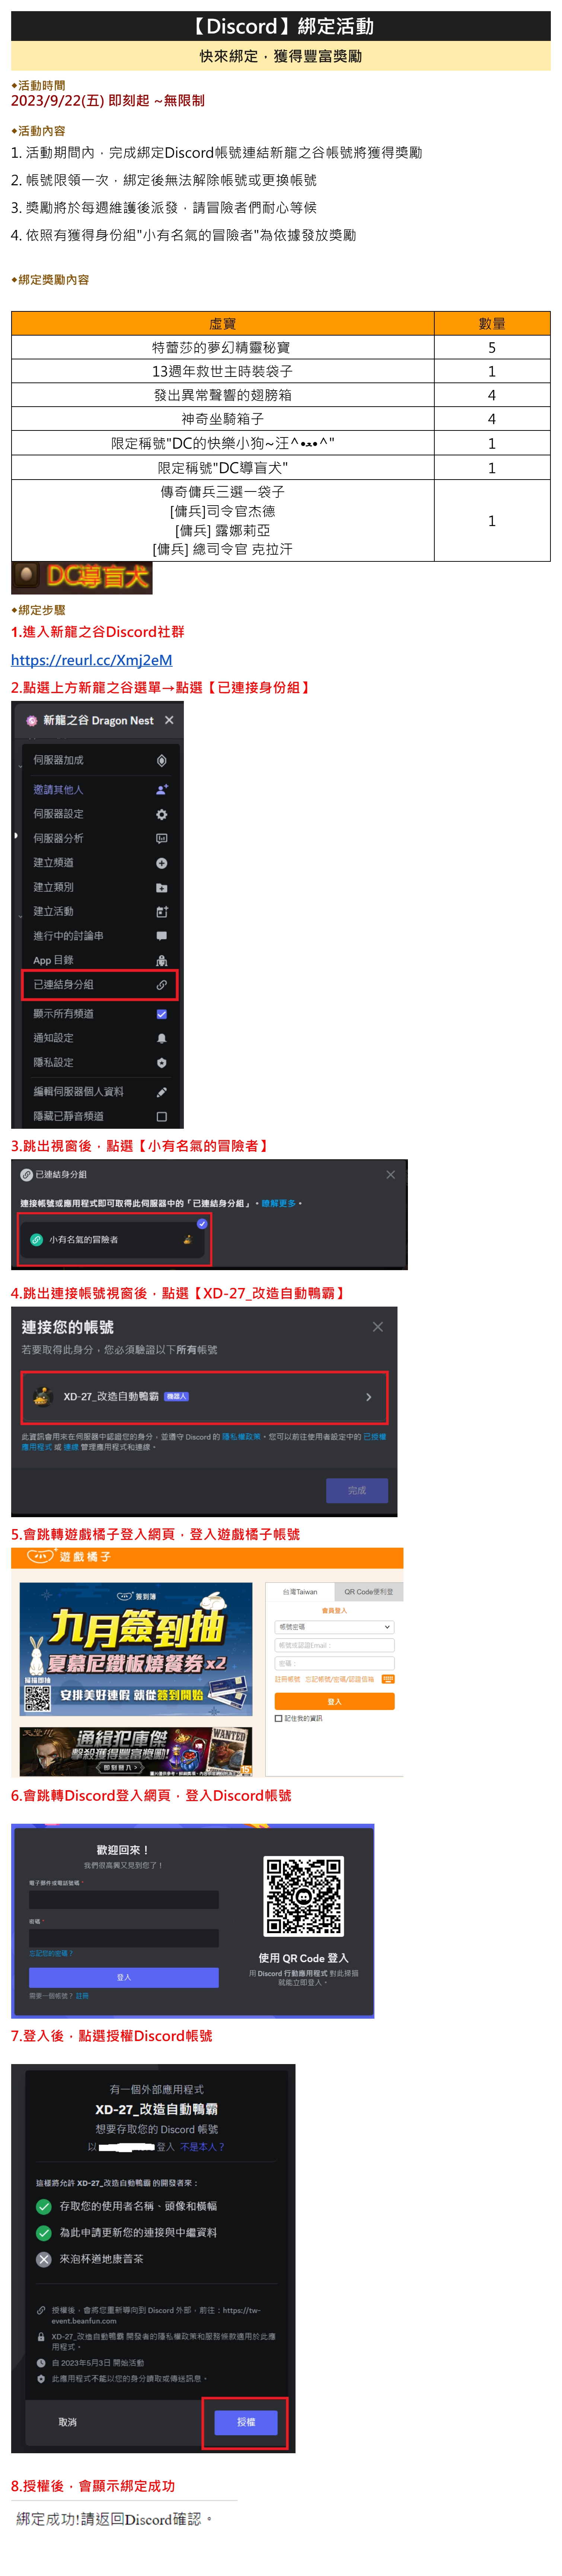 【Discord】綁定活動
快來綁定，獲得豐富獎勵
◆活動時間
2023/9/22(五) 即刻起 ~無限制
◆活動內容
1. 活動期間內，完成綁定Discord帳號連結新龍之谷帳號將獲得獎勵
2. 帳號限領一次，綁定後無法解除帳號或更換帳號
3. 獎勵將於每週維護後派發，請冒險者們耐心等候
4. 依照有獲得身份組"小有名氣的冒險者"為依據發放獎勵
◆綁定獎勵內容
虛寶 數量
特蕾莎的夢幻精靈秘寶 5
13週年救世主時裝袋子 1
發出異常聲響的翅膀箱 4
神奇坐騎箱子 4
限定稱號"DC的快樂小狗~汪^•ﻌ•^" 1
限定稱號"DC導盲犬" 1
傳奇傭兵三選一袋子
[傭兵]司令官杰德
[傭兵] 露娜莉亞
[傭兵] 總司令官 克拉汗
1
DC導盲犬
◆綁定步驟
1.進入新龍之谷Discord社群
https://reurl.cc/Xmj2eM
2.點選上方新龍之谷選單→點選【已連接身份組】
新龍之谷 Dragon Nest
伺服器加成
邀請其他人
伺服器設定
伺服器分析
建立頻道
建立類別
建立活動
進行中的討論串
App 目錄
已連結身分組
顯示所有頻道
通知設定
隱私設定
編輯伺服器個人資料
隱藏已靜音頻道
3.跳出視窗後，點選【小有名氣的冒險者】
已連結身分組
連接帳號或應用程式即可取得此伺服器中的「已連結身分組」。瞭解更多。
小有名氣的冒險者
4.跳出連接帳號視窗後，點選【XD-27_改造自動鴨霸】
連接您的帳號
若要取得此身分，您必須驗證以下所有帳號
XD-27_改造自動鴨霸 機器人
此資訊會用來在伺服器中認證您的身分，並遵守 Discord 的 隱私權政策。您可以前往使用者設定中的 已授權
應用程式 或 連線 管理應用程式和連線。
完成
5.會跳轉遊戲橘子登入網頁，登入遊戲橘子帳號
遊戲橘子
簽到簿
九月簽到抽
夏慕尼鐵板燒餐券x2
掃描即抽
安排美好連假 就從簽到開始
通緝犯庫傑
擊殺獲得豐富獎勵!
即刻登入
WANTED
台灣Taiwan
QR Code便利登
會員登入
帳號密碼
帳號或認證Email：
密碼：
註冊帳號 忘記帳號/密碼/認證信箱
登入
記住我的資訊
6.會跳轉Discord登入網頁，登入Discord帳號
歡迎回來！
我們很高興又見到您了！
電子郵件或電話號碼 *
密碼 *
忘記您的密碼？
登入
需要一個帳號？ 註冊
使用 QR Code 登入
用 Discord 行動應用程式 對此掃描
就能立即登入。
7.登入後，點選授權Discord帳號
有一個外部應用程式
XD-27_改造自動鴨霸
想要存取您的 Discord 帳號
以 登入 不是本人？
這樣將允許 XD-27_改造自動鴨霸 的開發者來：
存取您的使用者名稱、頭像和橫幅
為此申請更新您的連接與中繼資料
來泡杯道地康普茶
授權後，會將您重新導向到 Discord 外部，前往：https://tw-
event.beanfun.com
XD-27_改造自動鴨霸 開發者的隱私權政策和服務條款適用於此應
用程式。
自 2023年5月3日 開始活動
此應用程式不能以您的身分讀取或傳送訊息。
取消
授權
8.授權後，會顯示綁定成功
綁定成功!請返回Discord確認。